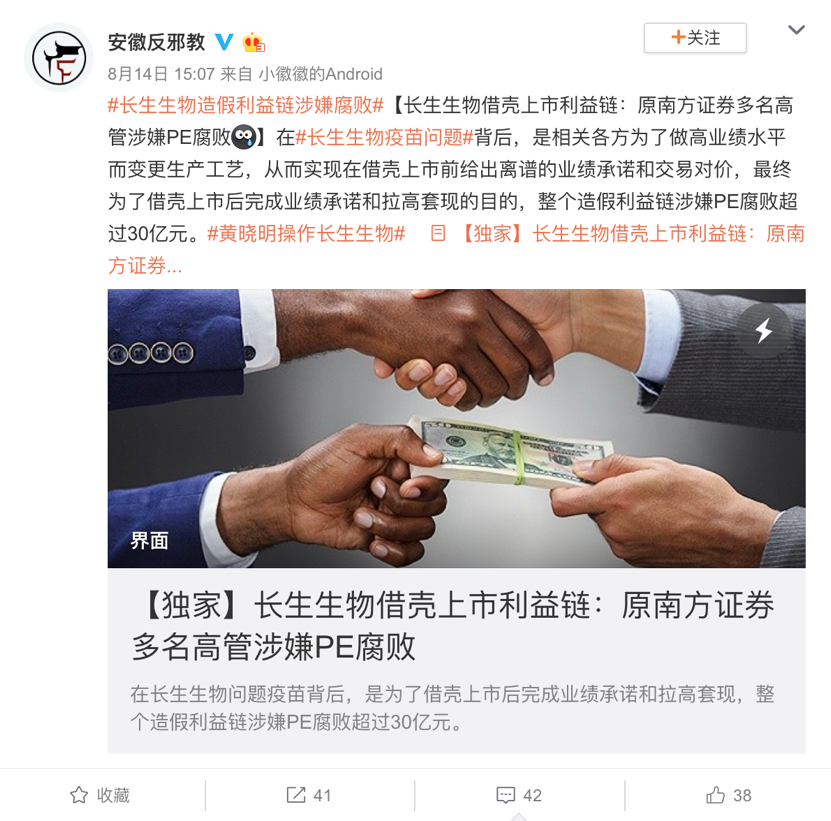 安徽反邪教
+关注
8月14日 15:07 来自 小徽徽的Android
#长生生物造假利益链涉嫌腐败#【长生生物借壳上市利益链：原南方证券多名高
管涉嫌PE腐败】在#长生生物疫苗问题#背后，是相关各方为了做高业绩水平
而变更生产工艺，从而实现在借壳上市前给出离谱的业绩承诺和交易对价，最终
为了借壳上市后完成业绩承诺和拉高套现的目的，整个造假利益链涉嫌PE腐败超
过30亿元。#黄晓明操作长生生物# 【独家】长生生物借壳上市利益链：原南
方证券...
界面
【独家】长生生物借壳上市利益链：原南方证券
多名高管涉嫌PE腐败
在长生生物问题疫苗背后，是为了借壳上市后完成业绩承诺和拉高套现，整
个造假利益链涉嫌PE腐败超过30亿元。
收藏 41 42 38